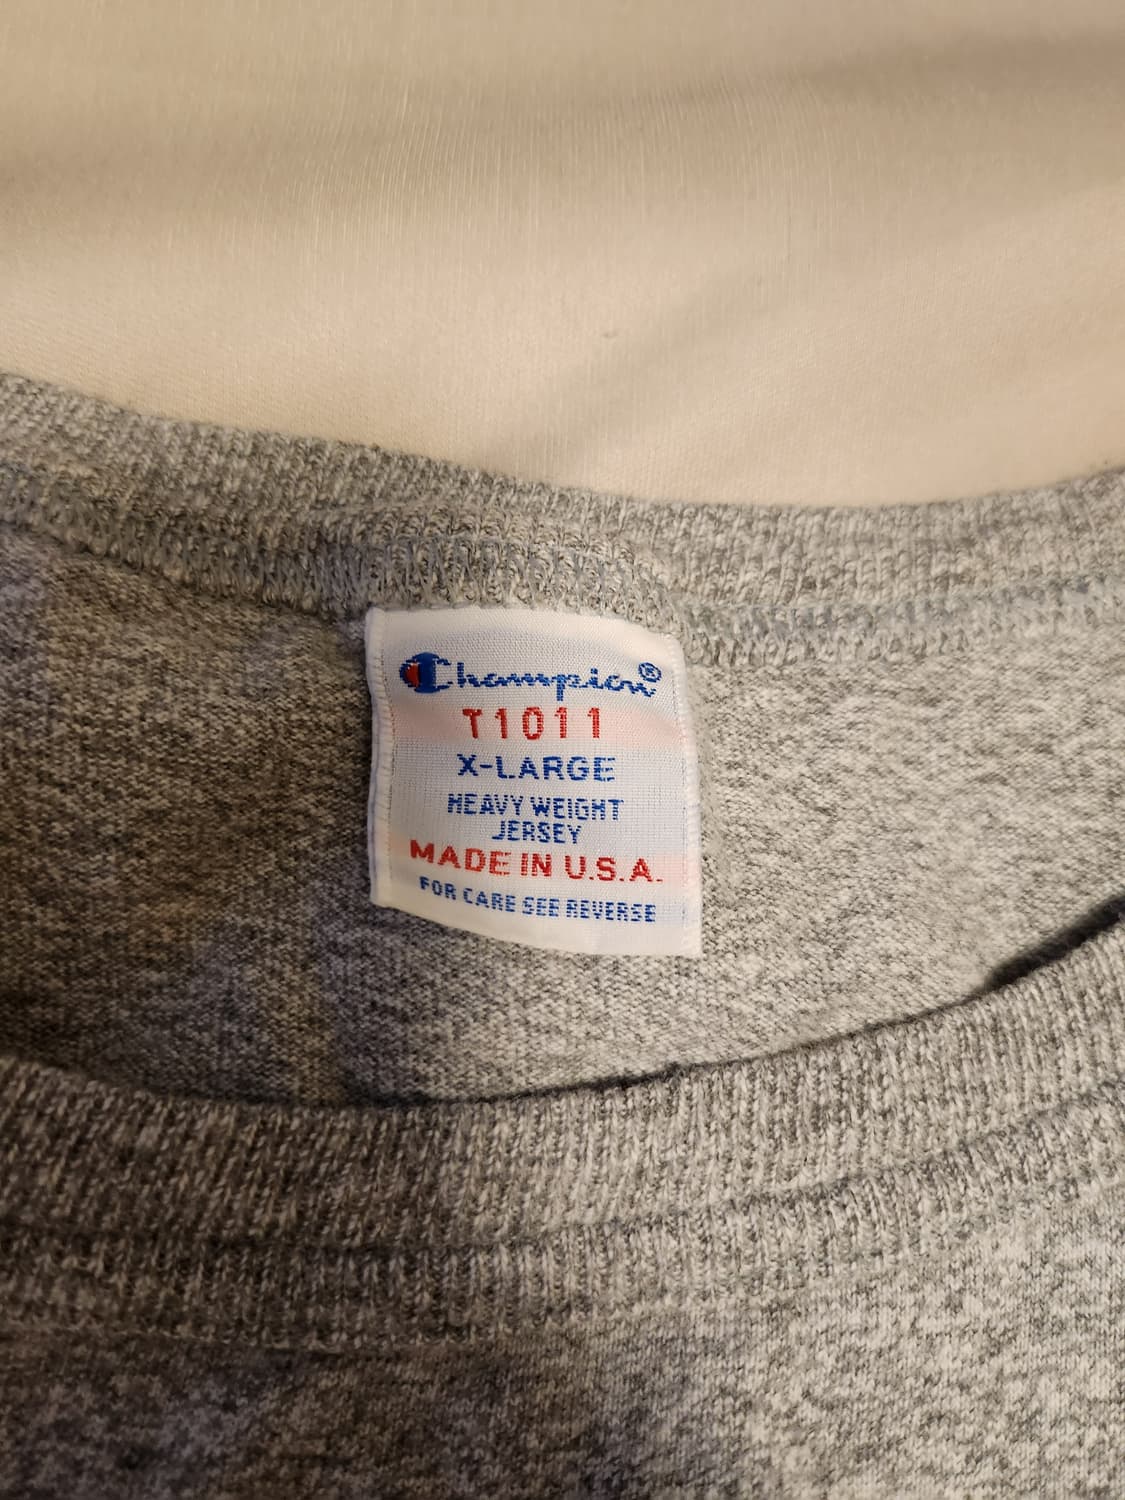 Champion®
T1011
X-LARGE
HEAVY WEIGHT
JERSEY
MADE IN U.S.A.
FOR CARE SEE REVERSE